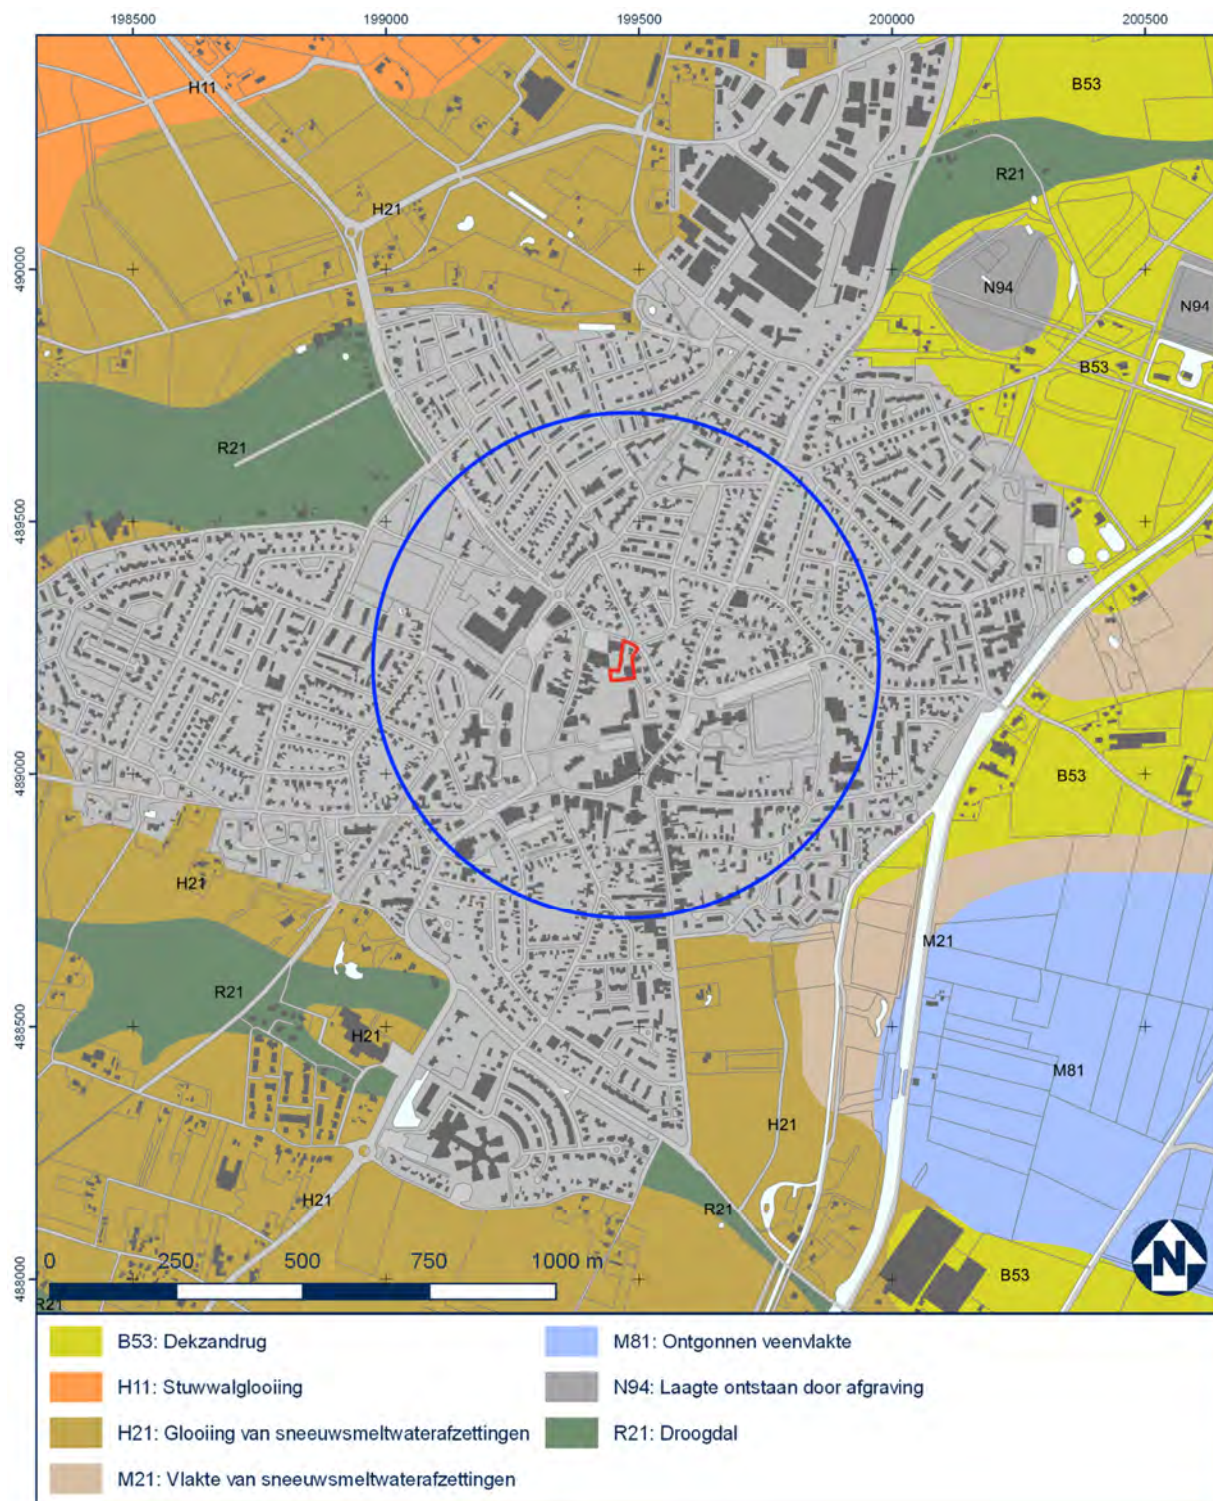 198500 199000 199500 200000 200500
H11
B53
R21
H21
490000
N94
N94
B53
R21
489500
489000
B53
H21
M21
R21
H21
488500
M81
H21
H21
R21
0 250 500 750 1000 m
N
B53
488000
R21
B53: Dekzandrug
M81: Ontgonnen veenvlakte
H11: Stuwwalglooiing
N94: Laagte ontstaan door afgraving
H21: Glooiing van sneeuwsmeltwaterafzettingen
R21: Droogdal
M21: Vlakte van sneeuwsmeltwaterafzettingen